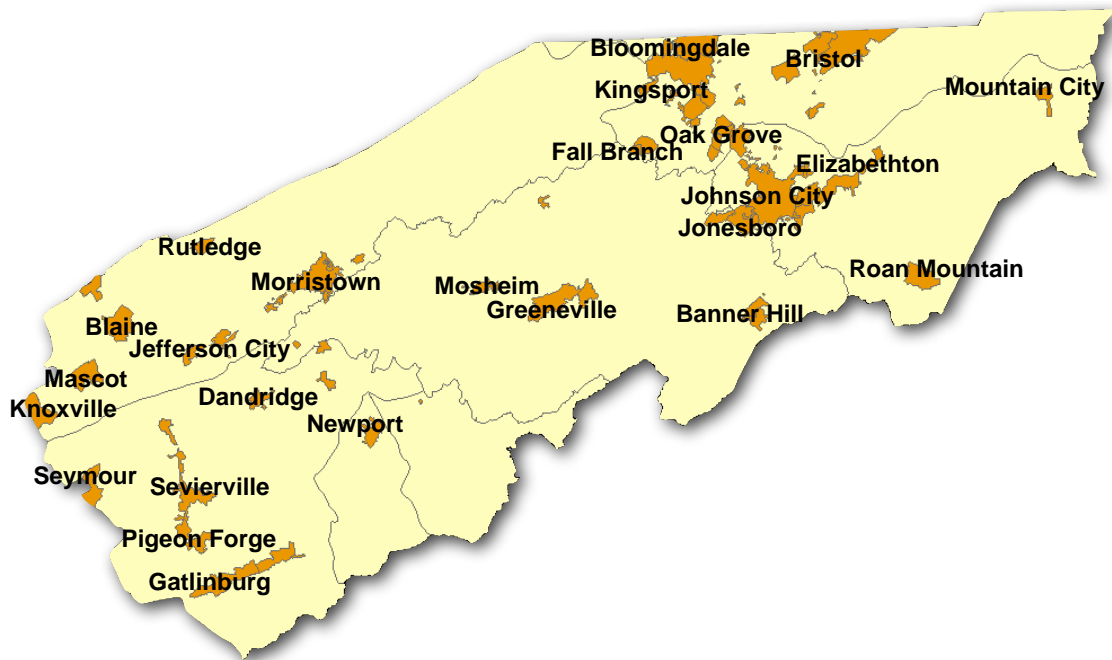 Bloomingdale
Bristol
Kingsport
Mountain City
Oak Grove
Fall Branch
Elizabethton
Johnson City
Jonesboro
Rutledge
Roan Mountain
Morristown
Mosheim
Greeneville
Banner Hill
Blaine
Jefferson City
Mascot
Dandridge
Knoxville
Newport
Seymour
Sevierville
Pigeon Forge
Gatlinburg